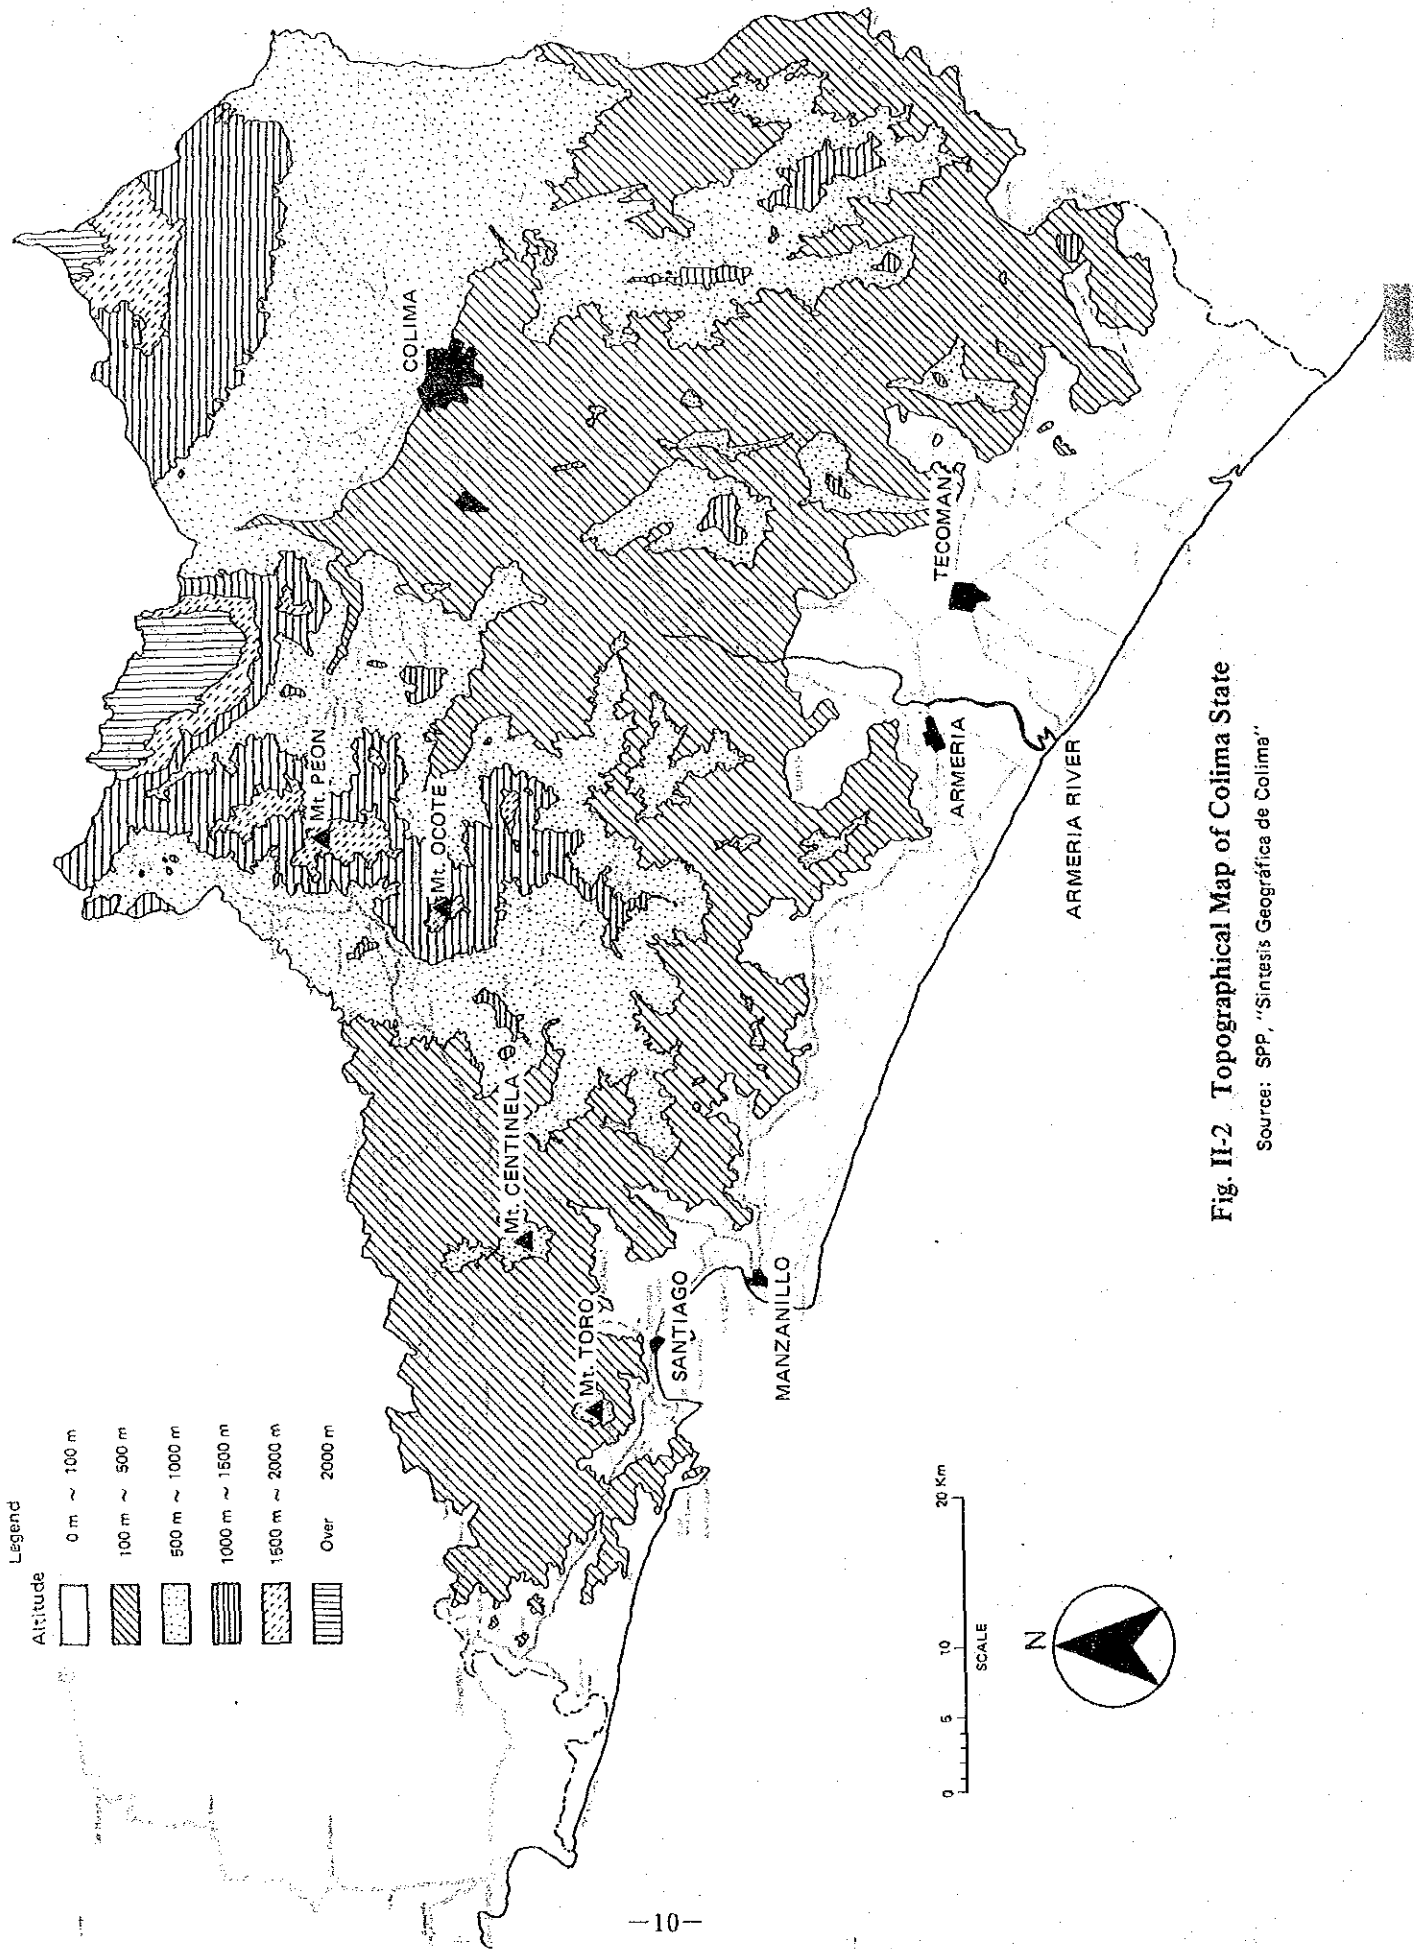 Legend
Altitude
0 m ~ 100 m
100 m ~ 500 m
500 m ~ 1000 m
1000 m ~ 1500 m
1500 m ~ 2000 m
Over 2000 m
COLIMA
Mt. PEON
Mt. OCOTE
Mt. CENTINELA
Mt. TORO
SANTIAGO
MANZANILLO
TECOMAN
ARMERIA
ARMERIA RIVER
0 5 10 20 Km
SCALE
N
Fig. II-2 Topographical Map of Colima State
Source: SPP, "Sintesis Geográfica de Colima"
—10—